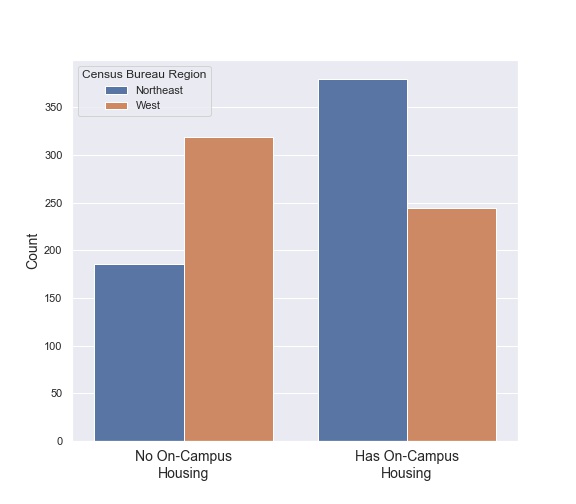 Census Bureau Region
Northeast
West
Count
350
300
250
200
150
100
50
0
No On-Campus
Housing
Has On-Campus
Housing